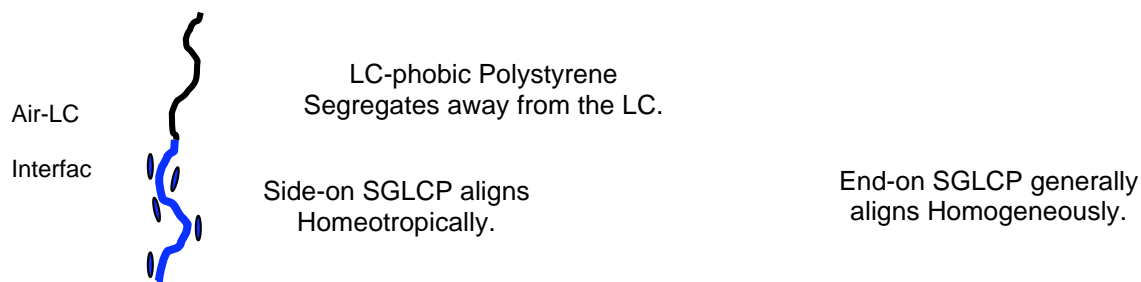 LC-phobic Polystyrene
Segregates away from the LC.
Air-LC
Interfac
Side-on SGLCP aligns
Homeotropically.
End-on SGLCP generally
aligns Homogeneously.